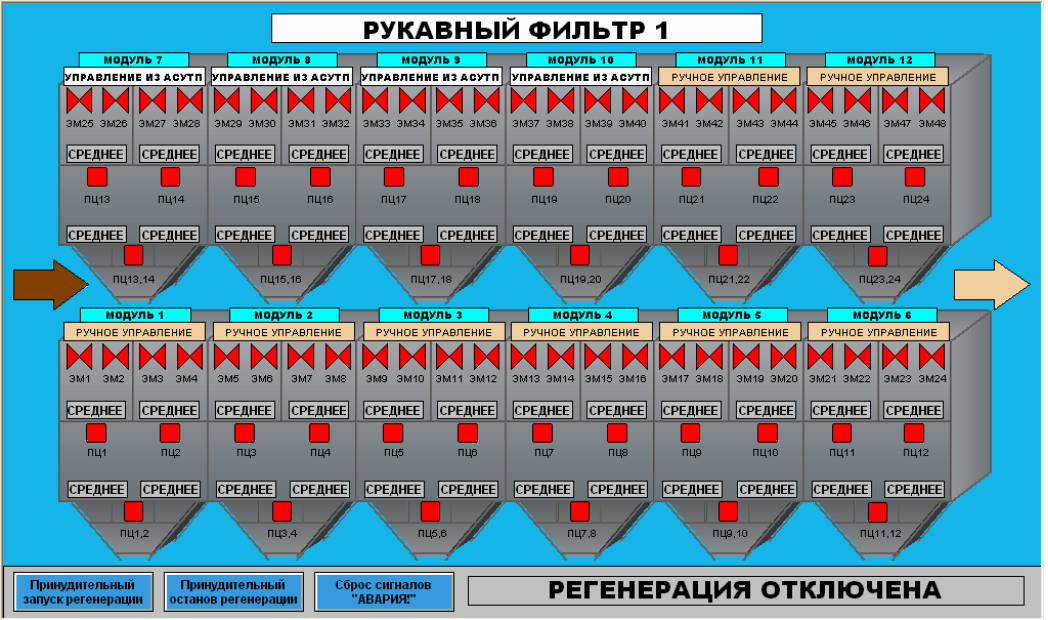 РУКАВНЫЙ ФИЛЬТР 1
МОДУЛЬ 7 МОДУЛЬ 8 МОДУЛЬ 9 МОДУЛЬ 10 МОДУЛЬ 11 МОДУЛЬ 12
УПРАВЛЕНИЕ ИЗ АСУТП УПРАВЛЕНИЕ ИЗ АСУТП УПРАВЛЕНИЕ ИЗ АСУТП УПРАВЛЕНИЕ ИЗ АСУТП РУЧНОЕ УПРАВЛЕНИЕ РУЧНОЕ УПРАВЛЕНИЕ
ЭМ25 ЭМ26 ЭМ27 ЭМ28 ЭМ29 ЭМ30 ЭМ31 ЭМ32 ЭМ33 ЭМ34 ЭМ35 ЭМ36 ЭМ37 ЭМ38 ЭМ39 ЭМ40 ЭМ41 ЭМ42 ЭМ43 ЭМ44 ЭМ45 ЭМ46 ЭМ47 ЭМ48
СРЕДНЕЕ СРЕДНЕЕ СРЕДНЕЕ СРЕДНЕЕ СРЕДНЕЕ СРЕДНЕЕ СРЕДНЕЕ СРЕДНЕЕ СРЕДНЕЕ СРЕДНЕЕ СРЕДНЕЕ СРЕДНЕЕ
ПЦ13 ПЦ14 ПЦ15 ПЦ16 ПЦ17 ПЦ18 ПЦ19 ПЦ20 ПЦ21 ПЦ22 ПЦ23 ПЦ24
СРЕДНЕЕ СРЕДНЕЕ СРЕДНЕЕ СРЕДНЕЕ СРЕДНЕЕ СРЕДНЕЕ СРЕДНЕЕ СРЕДНЕЕ СРЕДНЕЕ СРЕДНЕЕ СРЕДНЕЕ СРЕДНЕЕ
ПЦ13,14 ПЦ15,16 ПЦ17,18 ПЦ19,20 ПЦ21,22 ПЦ23,24
МОДУЛЬ 1 МОДУЛЬ 2 МОДУЛЬ 3 МОДУЛЬ 4 МОДУЛЬ 5 МОДУЛЬ 6
РУЧНОЕ УПРАВЛЕНИЕ РУЧНОЕ УПРАВЛЕНИЕ РУЧНОЕ УПРАВЛЕНИЕ РУЧНОЕ УПРАВЛЕНИЕ РУЧНОЕ УПРАВЛЕНИЕ РУЧНОЕ УПРАВЛЕНИЕ
ЭМ1 ЭМ2 ЭМ3 ЭМ4 ЭМ5 ЭМ6 ЭМ7 ЭМ8 ЭМ9 ЭМ10 ЭМ11 ЭМ12 ЭМ13 ЭМ14 ЭМ15 ЭМ16 ЭМ17 ЭМ18 ЭМ19 ЭМ20 ЭМ21 ЭМ22 ЭМ23 ЭМ24
СРЕДНЕЕ СРЕДНЕЕ СРЕДНЕЕ СРЕДНЕЕ СРЕДНЕЕ СРЕДНЕЕ СРЕДНЕЕ СРЕДНЕЕ СРЕДНЕЕ СРЕДНЕЕ СРЕДНЕЕ СРЕДНЕЕ
ПЦ1 ПЦ2 ПЦ3 ПЦ4 ПЦ5 ПЦ6 ПЦ7 ПЦ8 ПЦ9 ПЦ10 ПЦ11 ПЦ12
СРЕДНЕЕ СРЕДНЕЕ СРЕДНЕЕ СРЕДНЕЕ СРЕДНЕЕ СРЕДНЕЕ СРЕДНЕЕ СРЕДНЕЕ СРЕДНЕЕ СРЕДНЕЕ СРЕДНЕЕ СРЕДНЕЕ
ПЦ1,2 ПЦ3,4 ПЦ5,6 ПЦ7,8 ПЦ9,10 ПЦ11,12
Принудительный
запуск регенерации
Принудительный
останов регенерации
Сброс сигналов
"АВАРИЯ!"
РЕГЕНЕРАЦИЯ ОТКЛЮЧЕНА